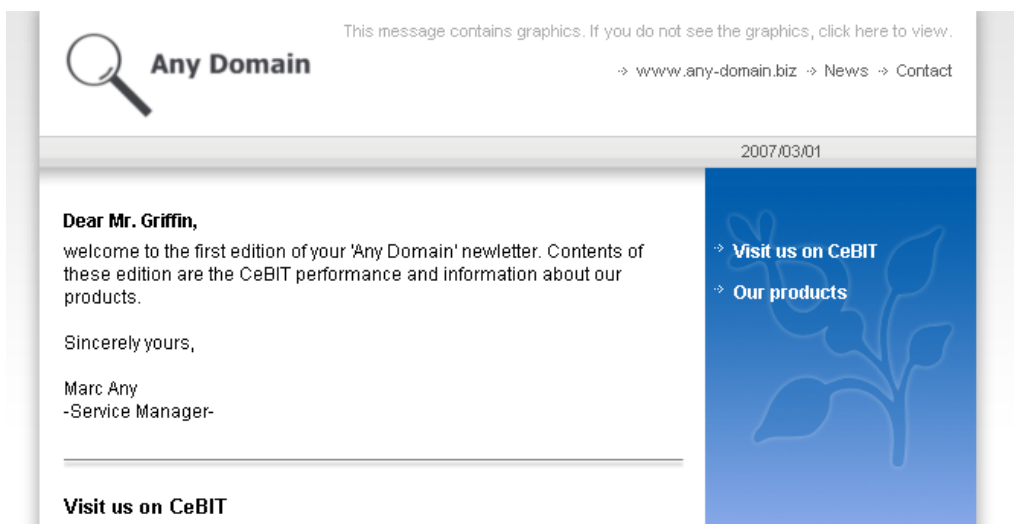 This message contains graphics. If you do not see the graphics, click here to view.
Any Domain
www.any-domain.biz News Contact
2007/03/01
Dear Mr. Griffin,
welcome to the first edition of your 'Any Domain' newletter. Contents of
these edition are the CeBIT performance and information about our
products.
Sincerely yours,
Marc Any
-Service Manager-
Visit us on CeBIT
Our products
Visit us on CeBIT